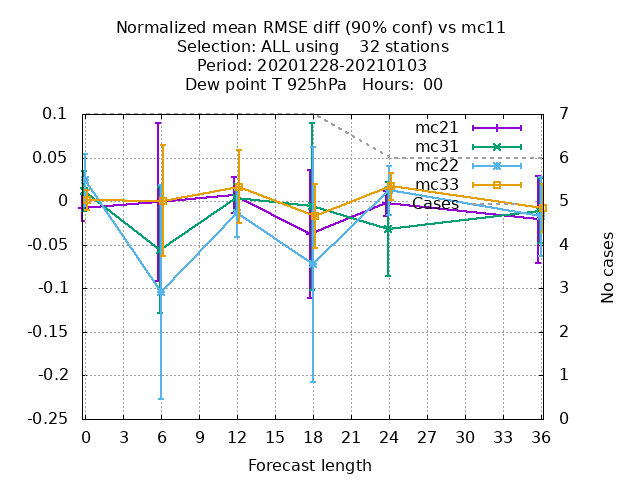 Normalized mean RMSE diff (90% conf) vs mc11
Selection: ALL using    32 stations
Period: 20201228-20210103
Dew point T 925hPa   Hours:  00
0.1
0.05
0
-0.05
-0.1
-0.15
-0.2
-0.25
7
6
5
4
3
2
1
0
mc21
mc31
mc22
mc33
Cases
No cases
0 3 6 9 12 15 18 21 24 27 30 33 36
Forecast length